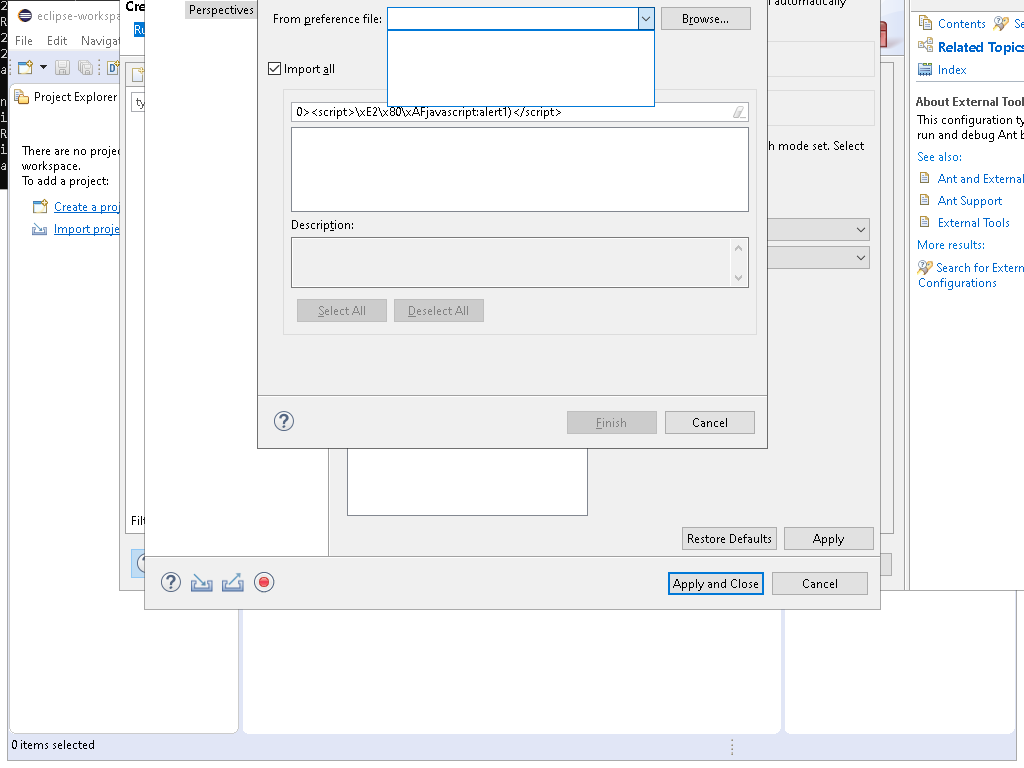 eclipse-workspa
File Edit Navigat
Project Explorer
There are no projec
workspace.
To add a project:
Create a proj
Import proje
Cre
Ru
ty
Filt
Perspectives
From preference file:
Browse...
Import all
0><script>\xE2\x80\xAFjavascript:alert1)</script>
Description:
Select All
Deselect All
Finish
Cancel
automatically
h mode set. Select
Restore Defaults
Apply
Apply and Close
Cancel
Contents
Se
Related Topics
Index
About External Tool
This configuration ty
run and debug Ant b
See also:
Ant and External
Ant Support
External Tools
More results:
Search for Extern
Configurations
0 items selected